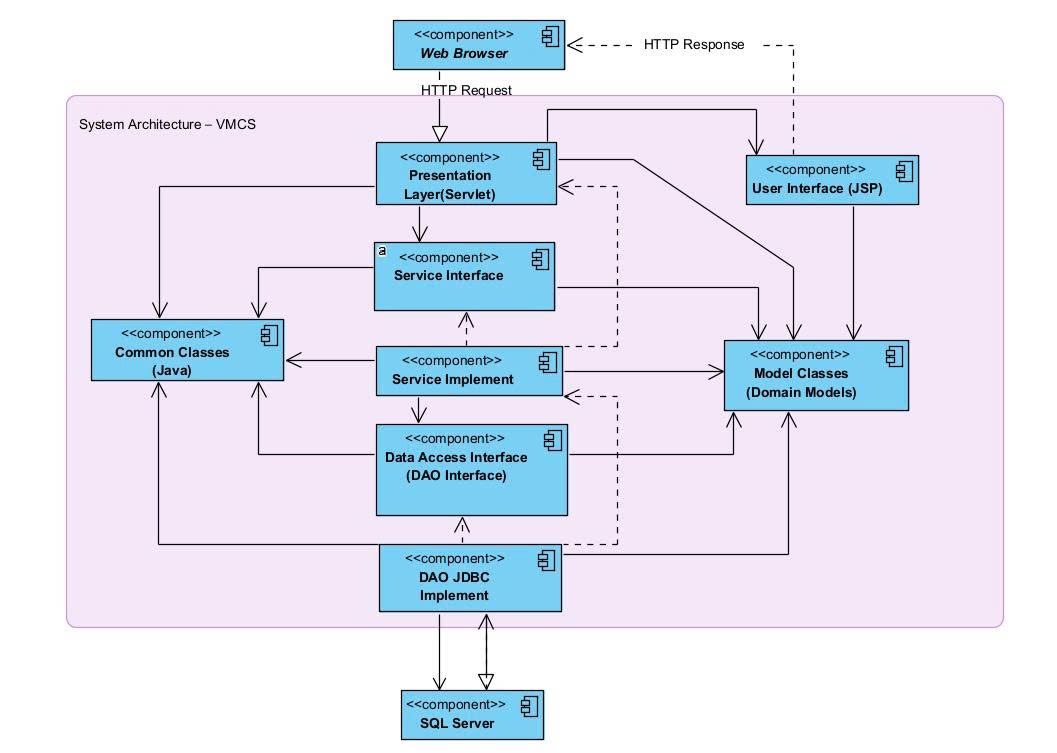 <<component>>
Web Browser
HTTP Response
HTTP Request
System Architecture – VMCS
<<component>>
Presentation
Layer(Servlet)
<<component>>
User Interface (JSP)
a
<<component>>
Service Interface
<<component>>
Common Classes
(Java)
<<component>>
Service Implement
<<component>>
Model Classes
(Domain Models)
<<component>>
Data Access Interface
(DAO Interface)
<<component>>
DAO JDBC
Implement
<<component>>
SQL Server